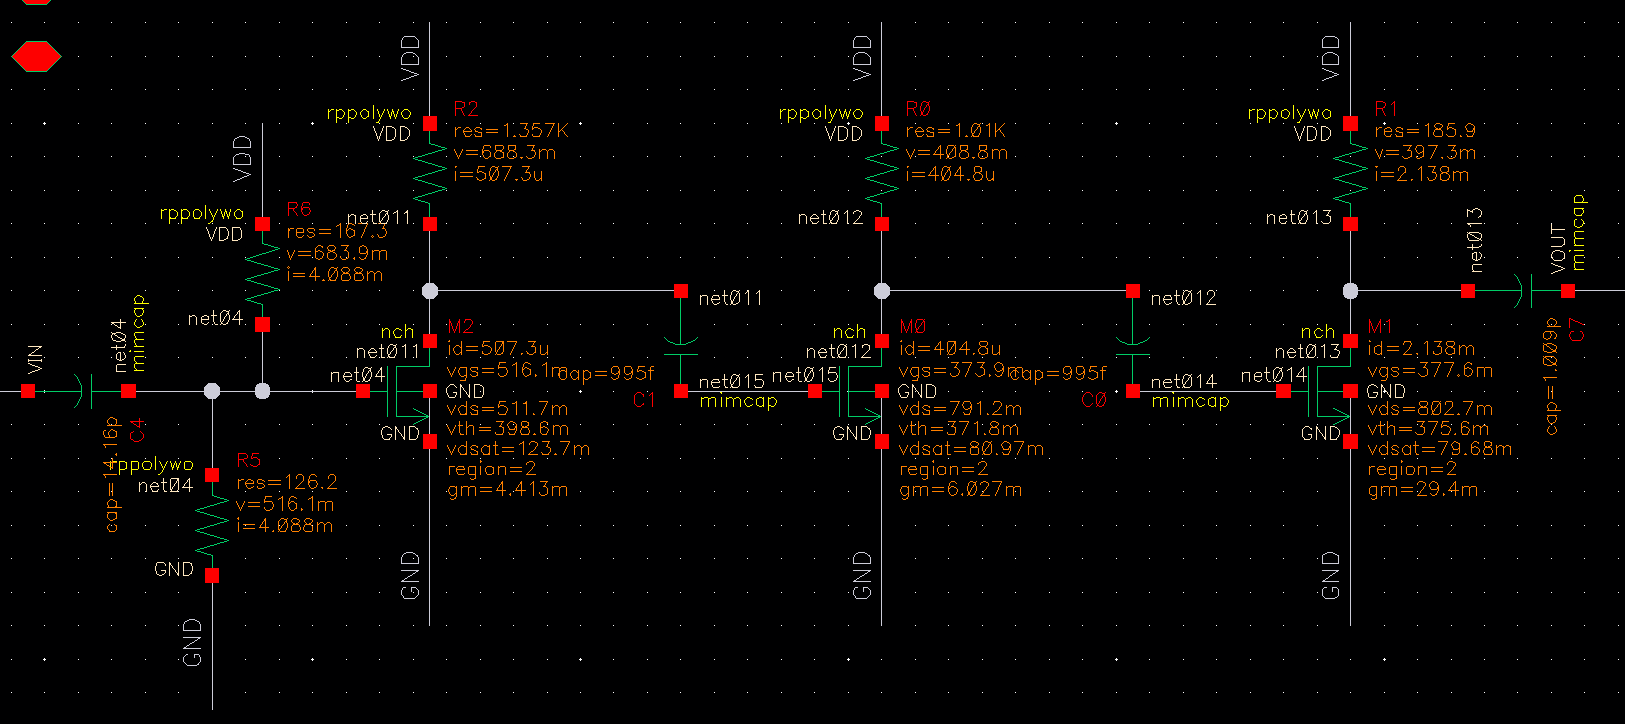 VDD
rppolywo
VDD
R6
res=167.3
v=683.9m
i=4.088m
net04
VIN
net04
mimcap
cap=14.16p
C4
rppolywo
net04
R5
res=126.2
v=516.1m
i=4.088m
GND
GND
VDD
rppolywo
VDD
R2
res=1.357K
v=688.3m
i=507.3u
net011
nch
net011
net04
M2
id=507.3u
vgs=516.1m
GND
vds=511.7m
vth=398.6m
vdsat=123.7m
region=2
gm=4.413m
GND
GND
net011
cap=995f
C1
net015
mimcap
VDD
rppolywo
VDD
R0
res=1.01K
v=408.8m
i=404.8u
net012
nch
net012
net015
M0
id=404.8u
vgs=373.9m
GND
vds=791.2m
vth=371.8m
vdsat=80.97m
region=2
gm=6.027m
GND
GND
net012
cap=995f
C0
net014
mimcap
VDD
rppolywo
VDD
R1
res=185.9
v=397.3m
i=2.138m
net013
nch
net013
net014
M1
id=2.138m
vgs=377.6m
GND
vds=802.7m
vth=375.6m
vdsat=79.68m
region=2
gm=29.4m
GND
GND
net013
VOUT
mimcap
cap=1.009p
C7